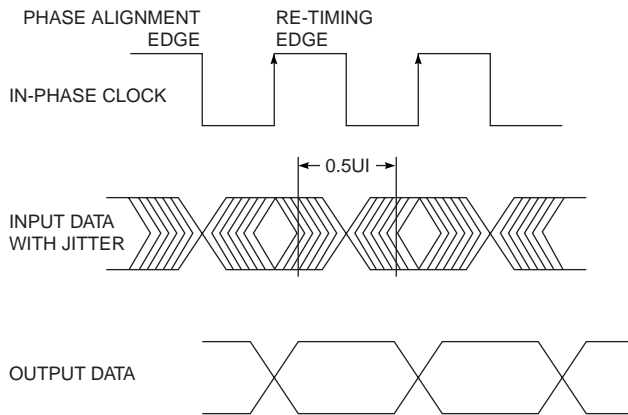 PHASE ALIGNMENT
EDGE
RE-TIMING
EDGE
IN-PHASE CLOCK
0.5UI
INPUT DATA
WITH JITTER
OUTPUT DATA